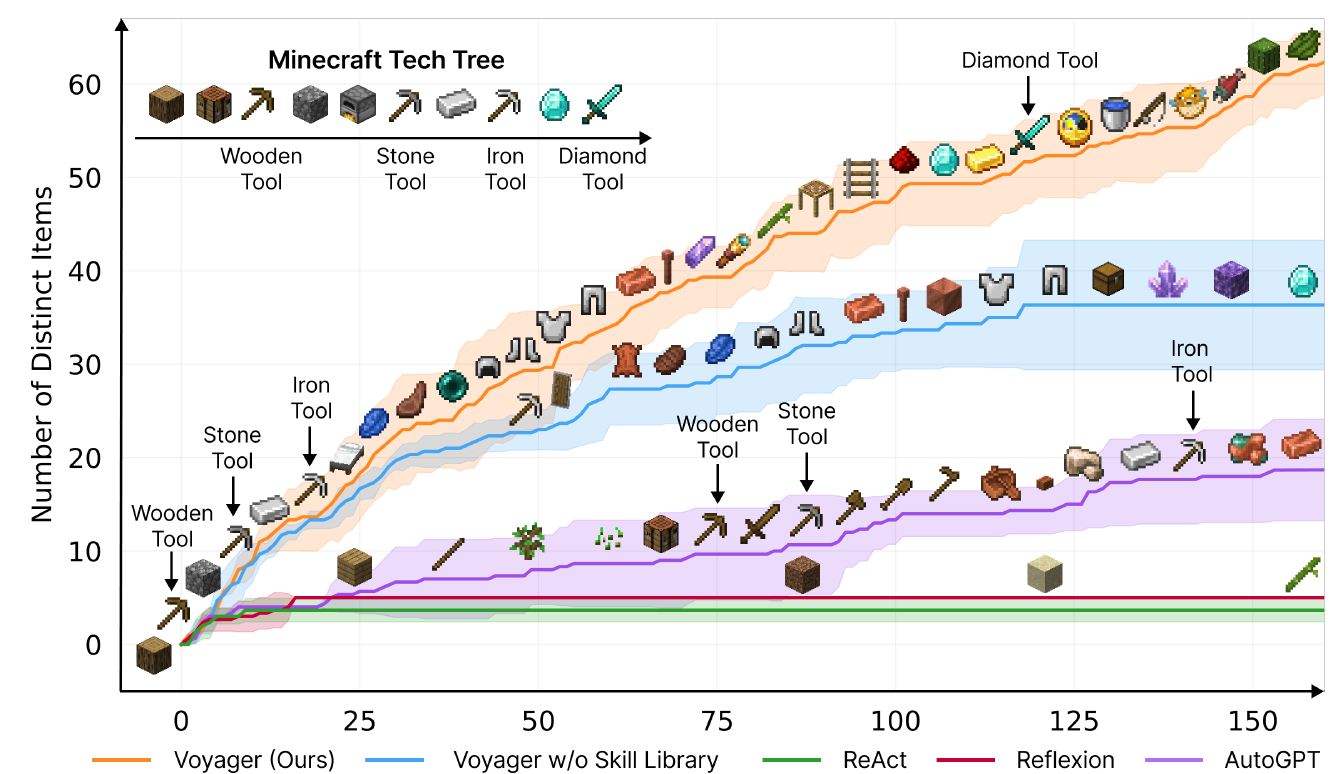 Minecraft Tech Tree
Wooden
Tool
Stone
Tool
Iron
Tool
Diamond
Tool
Diamond Tool
Iron
Tool
Wooden
Tool
Stone
Tool
Iron
Tool
Stone
Tool
Wooden
Tool
Number of Distinct Items
60
50
40
30
20
10
0
0 25 50 75 100 125 150
Voyager (Ours) Voyager w/o Skill Library ReAct Reflexion AutoGPT